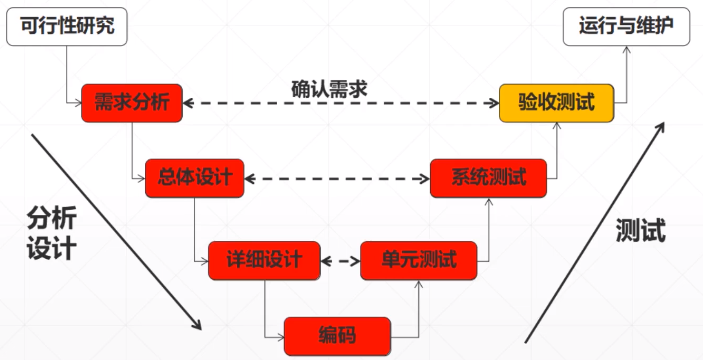 可行性研究
运行与维护
确认需求
需求分析
验收测试
总体设计
系统测试
分析
设计
测试
详细设计
单元测试
编码